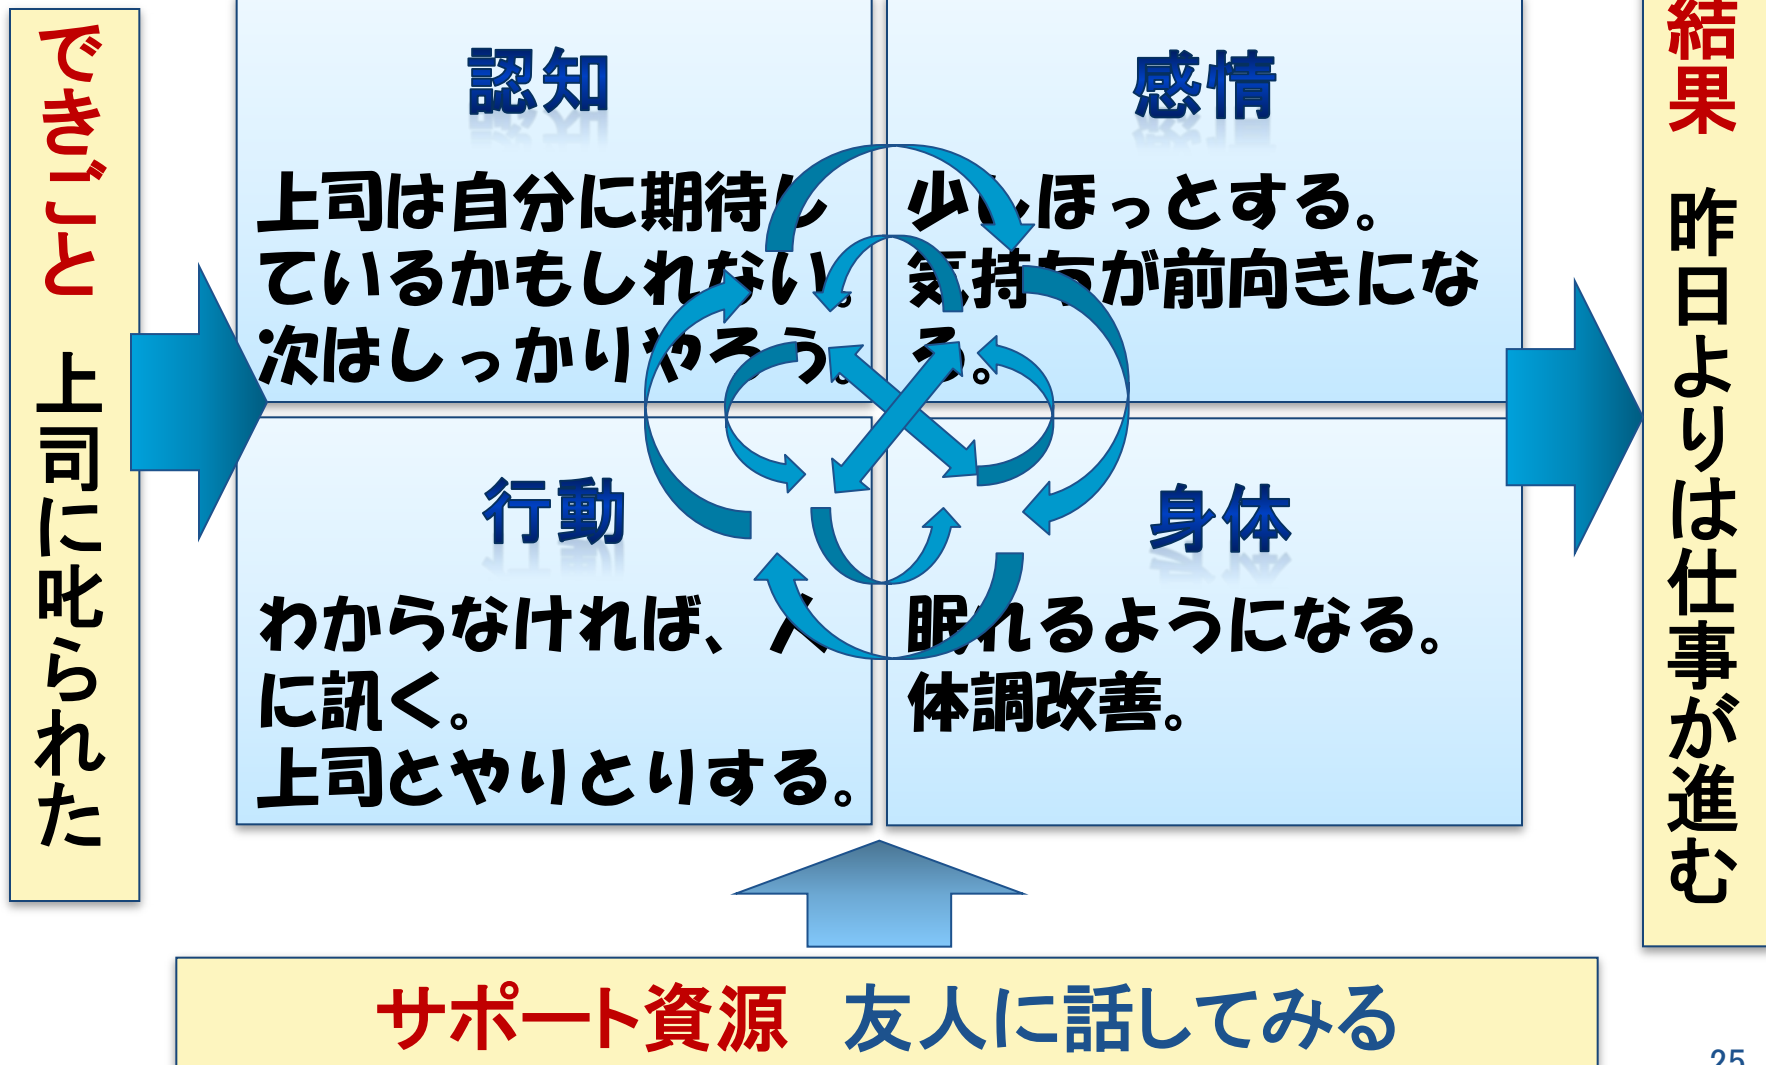 できごと 上司に叱られた
認知
上司は自分に期待し
ているかもしれない。
次はしっかりやろう。
感情
少しほっとする。
気持ちが前向きにな
る。
行動
わからなければ、人
に訊く。
上司とやりとりする。
身体
眠れるようになる。
体調改善。
結果 昨日よりは仕事が進む
サポート資源 友人に話してみる
25